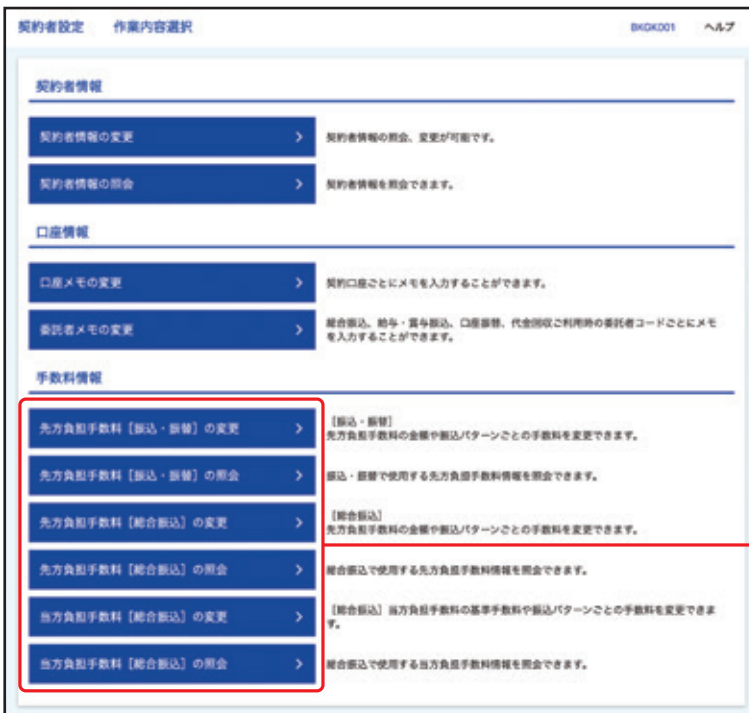 契約者設定　作業内容選択　BKGK001　ヘルプ
契約者情報
契約者情報の変更　契約者情報の照会、変更が可能です。
契約者情報の照会　契約者情報を照会できます。
口座情報
口座メモの変更　契約口座ごとにメモを入力することができます。
委託者メモの変更　総合振込、給与・賞与振込、口座振替、代金回収ご利用時の委託者コードごとにメモ
を入力することができます。
手数料情報
先方負担手数料［振込・振替］の変更　［振込・振替］
先方負担手数料の金額や振込パターンごとの手数料を変更できます。
先方負担手数料［振込・振替］の照会　振込・振替で使用する先方負担手数料情報を照会できます。
先方負担手数料［総合振込］の変更　［総合振込］
先方負担手数料の金額や振込パターンごとの手数料を変更できます。
先方負担手数料［総合振込］の照会　総合振込で使用する先方負担手数料情報を照会できます。
当方負担手数料［総合振込］の変更　［総合振込］当方負担手数料の基準手数料や振込パターンごとの手数料を変更できま
す。
当方負担手数料［総合振込］の照会　総合振込で使用する当方負担手数料情報を照会できます。